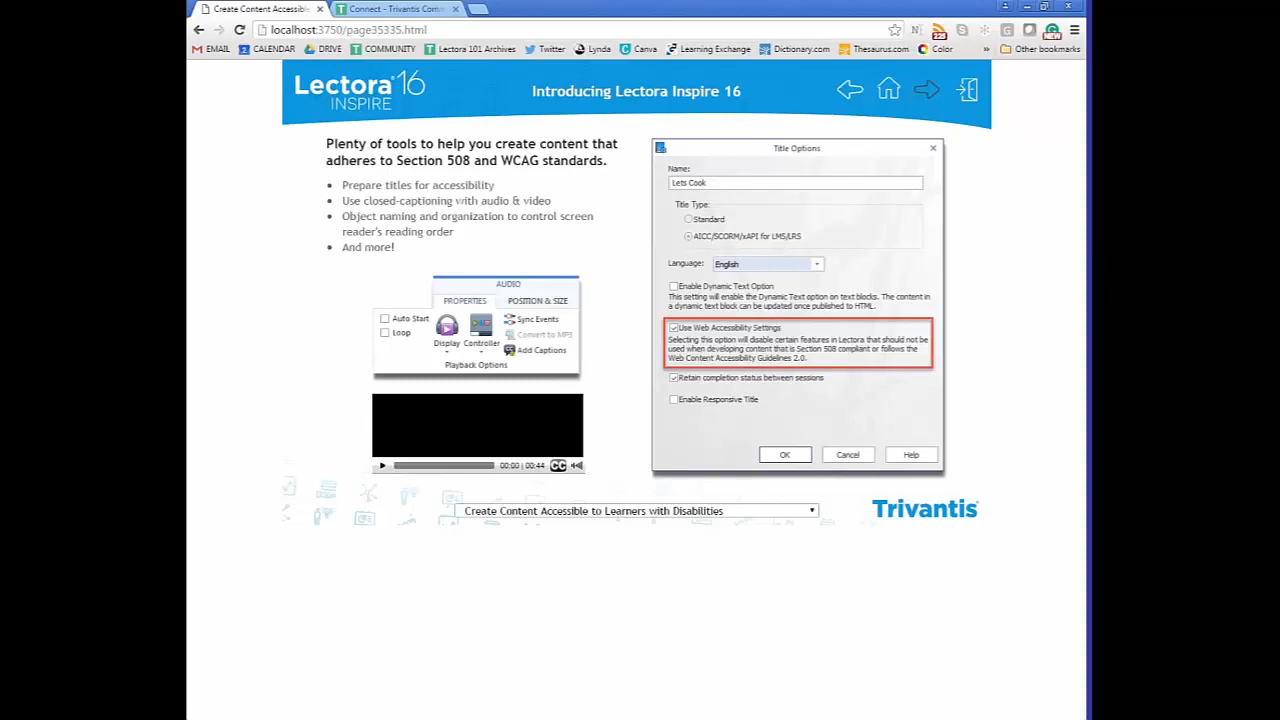 Create Content Accessible
Connect - Trivantis Com
localhost:3750/page35335.html
EMAIL CALENDAR DRIVE COMMUNITY Lectora 101 Archives Twitter Lynda Canva Learning Exchange Dictionary.com Thesaurus.com Color » Other bookmarks
Lectora 16
INSPIRE
Introducing Lectora Inspire 16
Plenty of tools to help you create content that
adheres to Section 508 and WCAG standards.
• Prepare titles for accessibility
• Use closed-captioning with audio & video
• Object naming and organization to control screen
reader's reading order
• And more!
AUDIO
PROPERTIES POSITION & SIZE
Auto Start
Loop
Display
Controller
Sync Events
Convert to MP3
Add Captions
Playback Options
00:00 | 00:44 CC
Title Options
Name:
Lets Cook
Title Type:
Standard
AICC/SCORM/xAPI for LMS/LRS
Language: English
Enable Dynamic Text Option
This setting will enable the Dynamic Text option on text blocks. The content in
a dynamic text block can be updated once published to HTML.
Use Web Accessibility Settings
Selecting this option will disable certain features in Lectora that should not be
used when developing content that is Section 508 compliant or follows the
Web Content Accessibility Guidelines 2.0.
Retain completion status between sessions
Enable Responsive Title
OK Cancel Help
Create Content Accessible to Learners with Disabilities
Trivantis